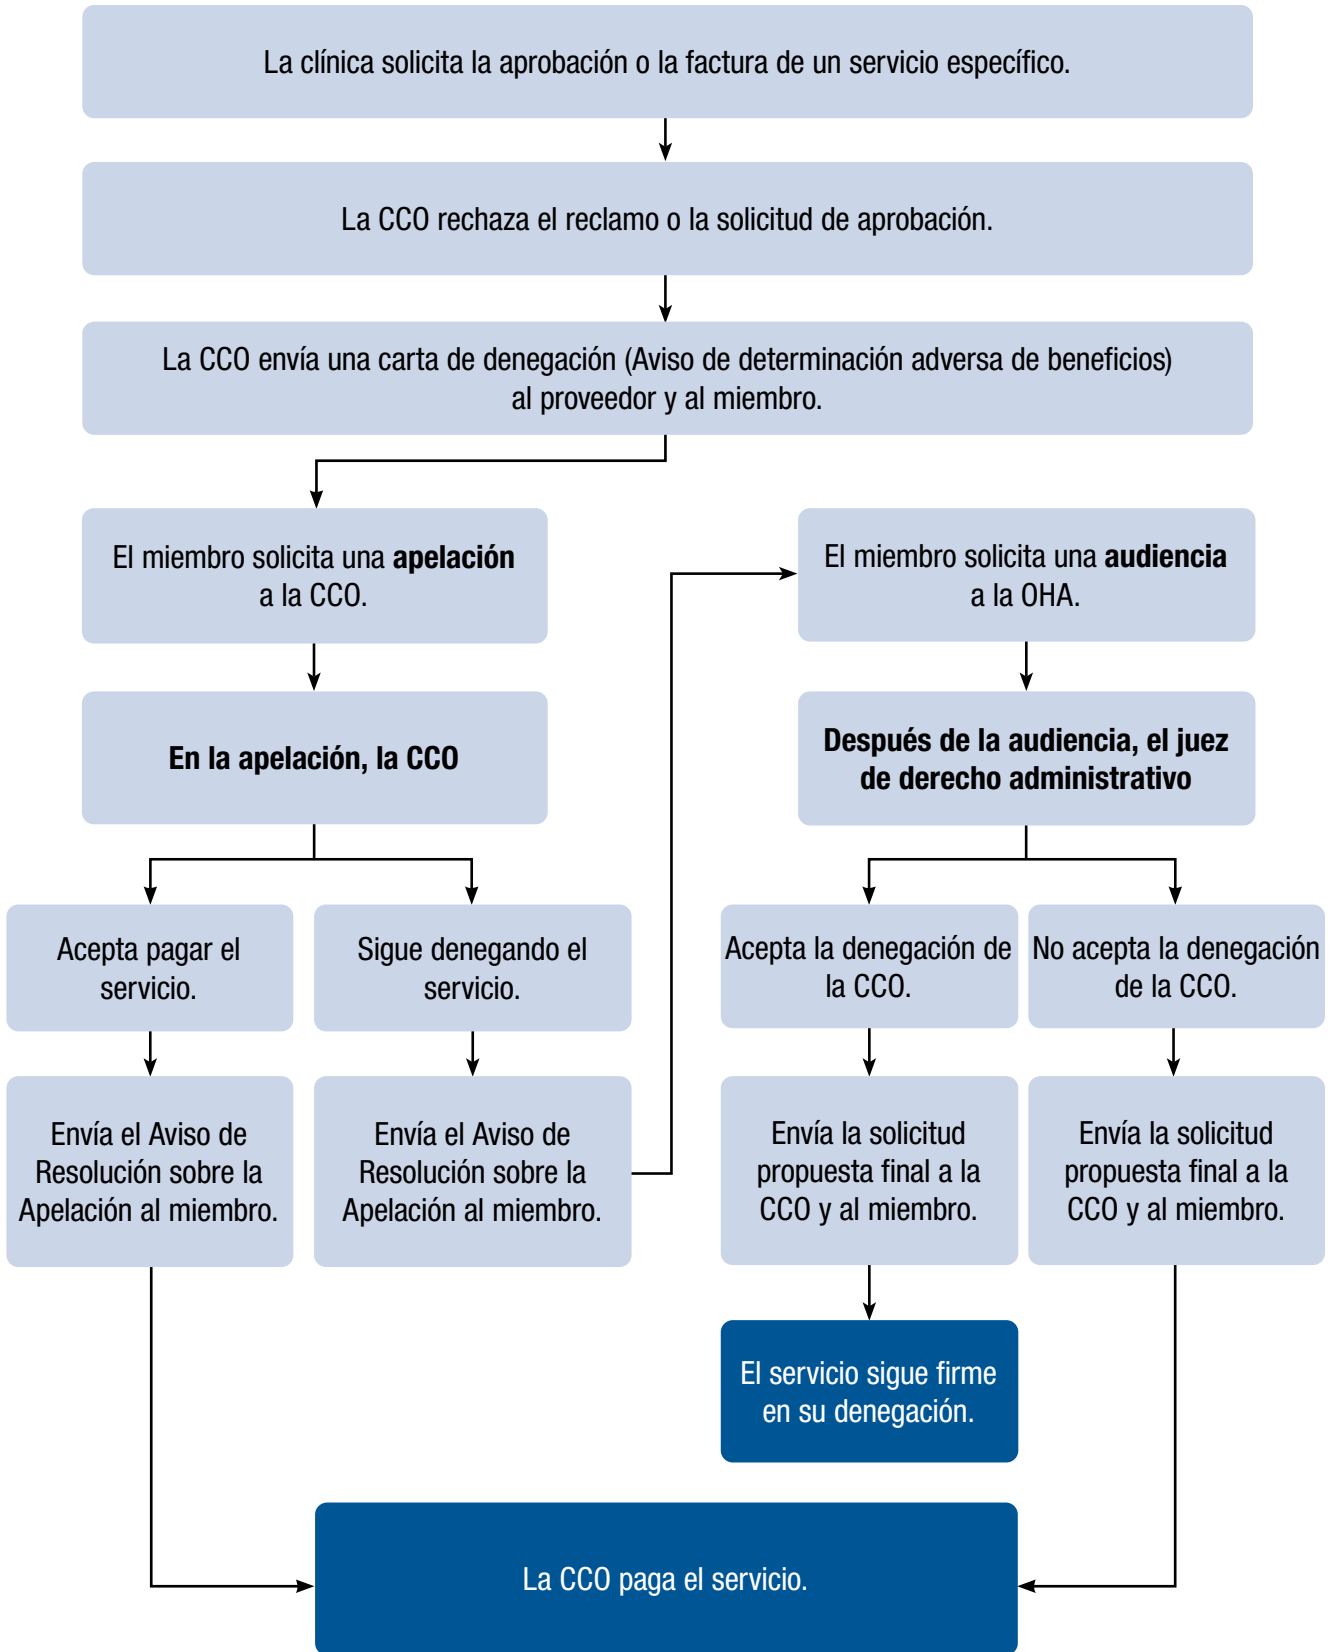 La clínica solicita la aprobación o la factura de un servicio específico.
La CCO rechaza el reclamo o la solicitud de aprobación.
La CCO envía una carta de denegación (Aviso de determinación adversa de beneficios)
al proveedor y al miembro.
El miembro solicita una apelación
a la CCO.
En la apelación, la CCO
Acepta pagar el
servicio.
Sigue denegando el
servicio.
Envía el Aviso de
Resolución sobre la
Apelación al miembro.
Envía el Aviso de
Resolución sobre la
Apelación al miembro.
El miembro solicita una audiencia
a la OHA.
Después de la audiencia, el juez
de derecho administrativo
Acepta la denegación de
la CCO.
No acepta la denegación
de la CCO.
Envía la solicitud
propuesta final a la
CCO y al miembro.
Envía la solicitud
propuesta final a la
CCO y al miembro.
El servicio sigue firme
en su denegación.
La CCO paga el servicio.